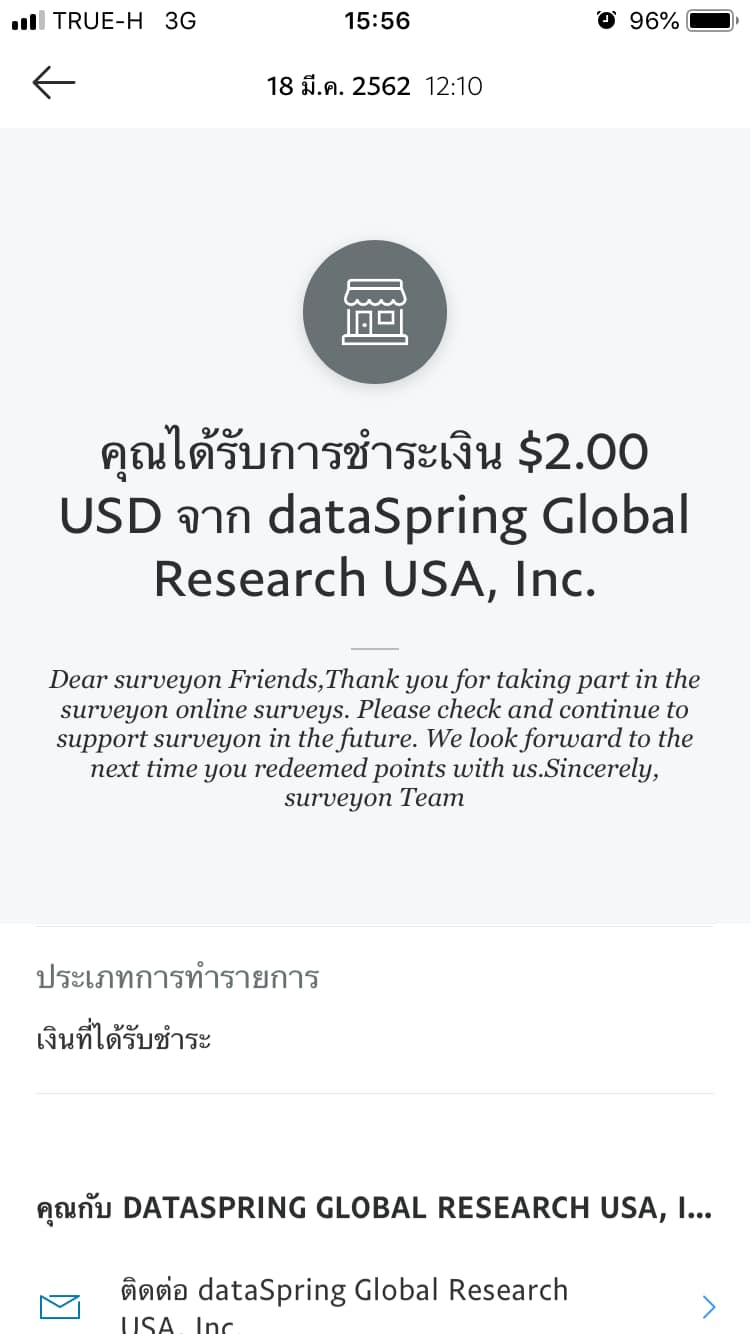 TRUE-H 3G 15:56 96%
18 มี.ค. 2562 12:10
คุณได้รับการชำระเงิน $2.00
USD จาก dataSpring Global
Research USA, Inc.
Dear surveyon Friends,Thank you for taking part in the
surveyon online surveys. Please check and continue to
support surveyon in the future. We look forward to the
next time you redeemed points with us.Sincerely,
surveyon Team
ประเภทการทำรายการ
เงินที่ได้รับชำระ
คุณกับ DATASPRING GLOBAL RESEARCH USA, I...
ติดต่อ dataSpring Global Research
USA, Inc.